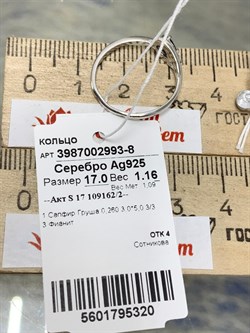 КОЛЬЦО
АРТ 3987002993-8
Серебро Ag925
Размер 17.0 Вес 1.16
Вес Мет. 1.09
--Акт S 17 109162/2--
1 Сапфир Груша 0.260 3.0*5.0 3/3
3 Фианит
ОТК 4
Сотникова
5601795320